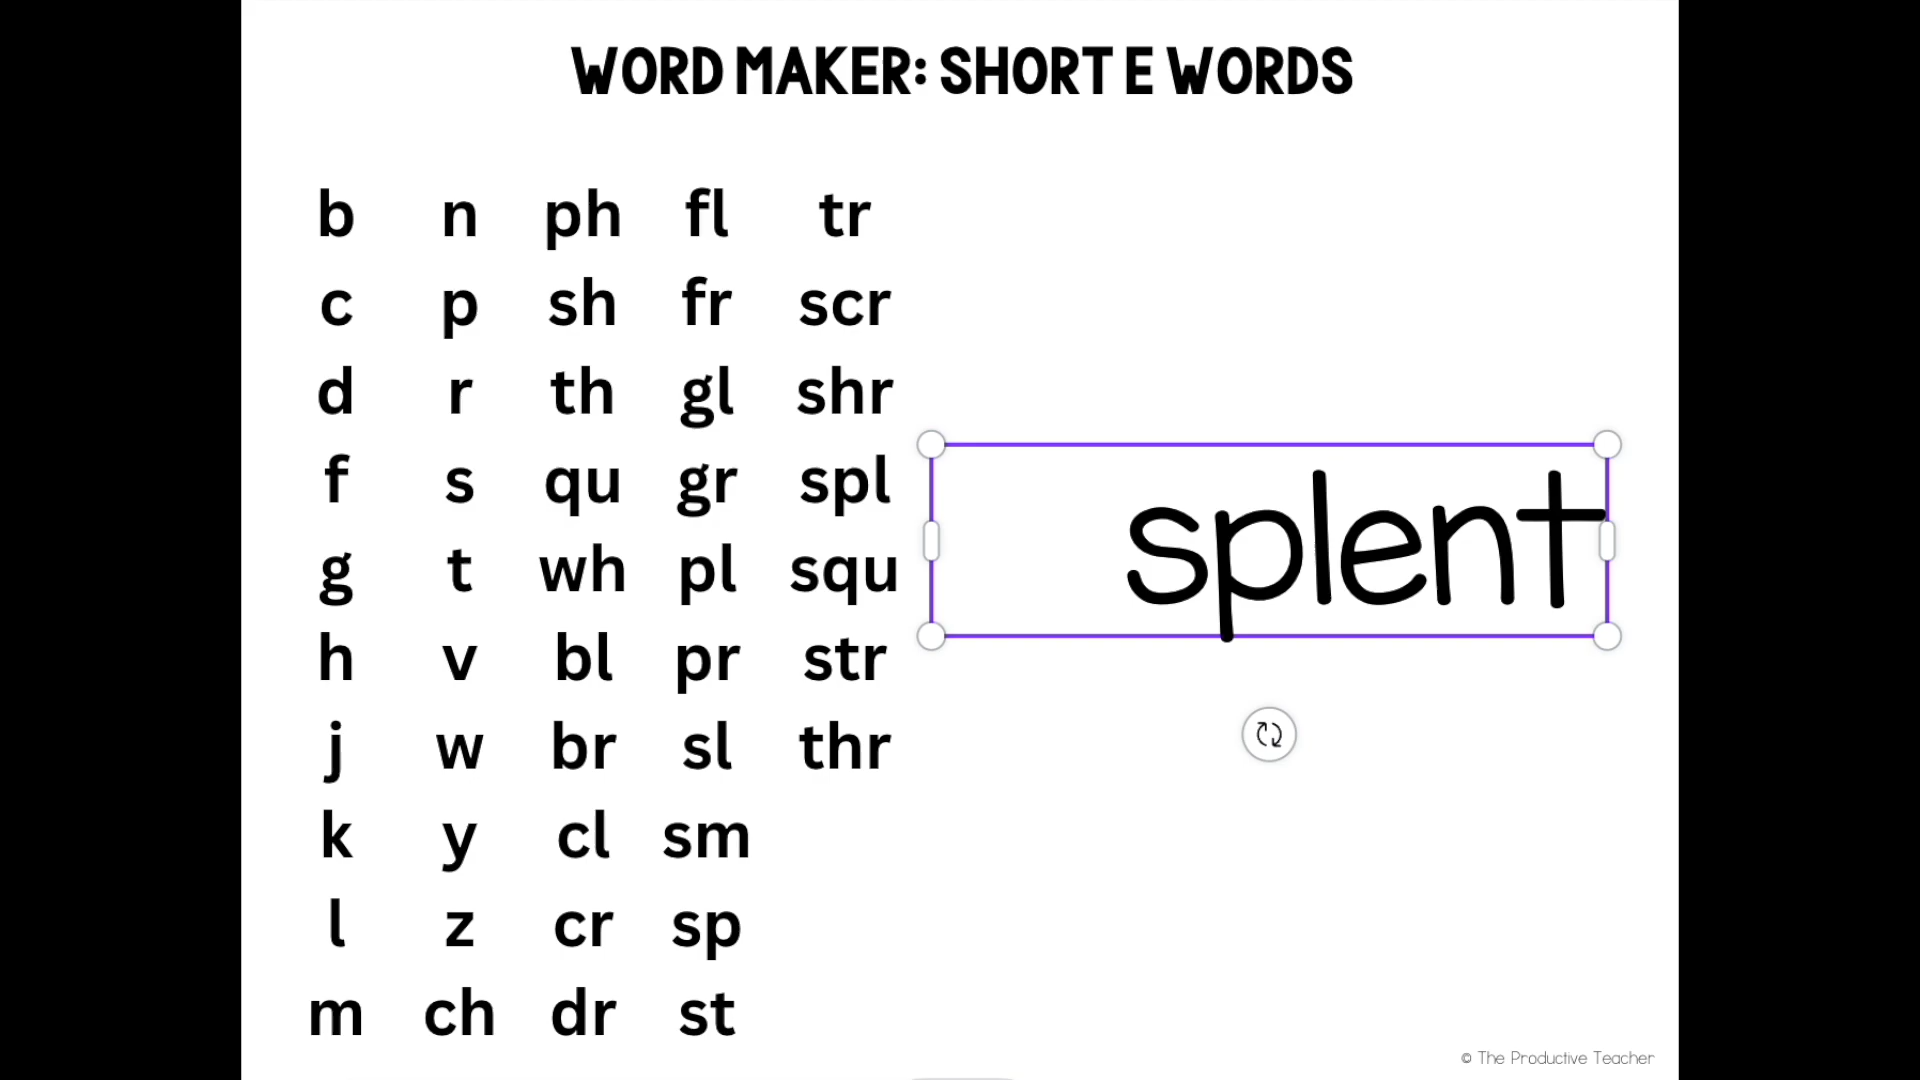 WORD MAKER: SHORT E WORDS
b n ph fl tr
c p sh fr scr
d r th gl shr
f s qu gr spl
g t wh pl squ
h v bl pr str
j w br sl thr
k y cl sm
l z cr sp
m ch dr st
splent
© The Productive Teacher